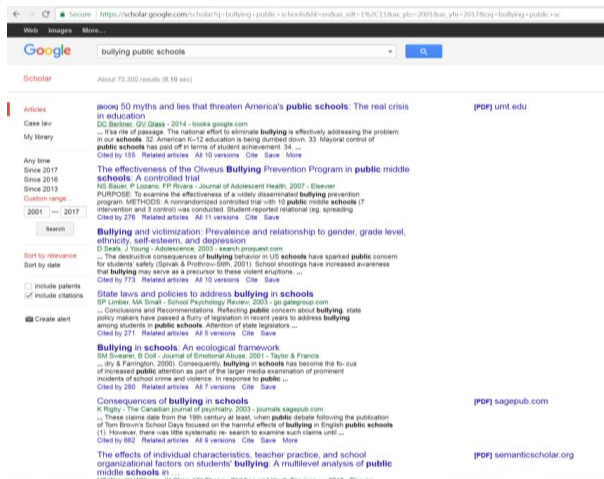 Secure | https://scholar.google.com/scholar?q=bullying+public+schools&hl=en&as_sdt=1%2C11&as_ylo=2001&as_yhi=2017&oq=bullying+public+sc
Web Images More...
Google
bullying public schools
Scholar
About 70,300 results (0.10 sec)
Articles
Case law
My library
Any time
Since 2017
Since 2016
Since 2013
Custom range...
2001 — 2017
Search
Sort by relevance
Sort by date
include patents
include citations
Create alert
[BOOK] 50 myths and lies that threaten America's public schools: The real crisis
in education
DC Berliner, GV Glass - 2014 - books.google.com
... It'sa rite of passage. The national effort to eliminate bullying is effectively addressing the problem
in our schools. 32. American K–12 education is being dumbed down. 33. Mayoral control of
public schools has paid off in terms of student achievement. 34. ...
Cited by 155 Related articles All 10 versions Cite Save More
[PDF] umt.edu
The effectiveness of the Olweus Bullying Prevention Program in public middle
schools: A controlled trial
NS Bauer, P Lozano, FP Rivara - Journal of Adolescent Health, 2007 - Elsevier
PURPOSE: To examine the effectiveness of a widely disseminated bullying prevention
program. METHODS: A nonrandomized controlled trial with 10 public middle schools (7
intervention and 3 control) was conducted. Student-reported relational (eg, spreading
Cited by 276 Related articles All 11 versions Cite Save
Bullying and victimization: Prevalence and relationship to gender, grade level,
ethnicity, self-esteem, and depression
D Seals, J Young - Adolescence, 2003 - search.proquest.com
... The destructive consequences of bullying behavior in US schools have sparked public concern
for students' safety (Spivak & Prothrow-Stith, 2001). School shootings have increased awareness
that bullying may serve as a precursor to these violent eruptions. ...
Cited by 773 Related articles All 10 versions Cite Save
State laws and policies to address bullying in schools
SP Limber, MA Small - School Psychology Review, 2003 - go.galegroup.com
... Conclusions and Recommendations. Reflecting public concern about bullying, state
policy makers have passed a flurry of legislation in recent years to address bullying
among students in public schools. Attention of state legislators ...
Cited by 271 Related articles All 5 versions Cite Save
Bullying in schools: An ecological framework
SM Swearer, B Doll - Journal of Emotional Abuse, 2001 - Taylor & Francis
... dry & Farrington, 2000). Consequently, bullying in schools has become the fo- cus
of increased public attention as part of the larger media examination of prominent
incidents of school crime and violence. In response to public ...
Cited by 280 Related articles All 7 versions Cite Save
Consequences of bullying in schools
K Rigby - The Canadian journal of psychiatry, 2003 - journals.sagepub.com
... These claims date from the 19th century at least, when public debate following the publication
of Tom Brown's School Days focused on the harmful effects of bullying in English public schools
(1). However, there was little systematic re- search to examine such claims until ...
Cited by 662 Related articles All 9 versions Cite Save More
[PDF] sagepub.com
The effects of individual characteristics, teacher practice, and school
organizational factors on students' bullying: A multilevel analysis of public
middle schools in ...
[PDF] semanticscholar.org